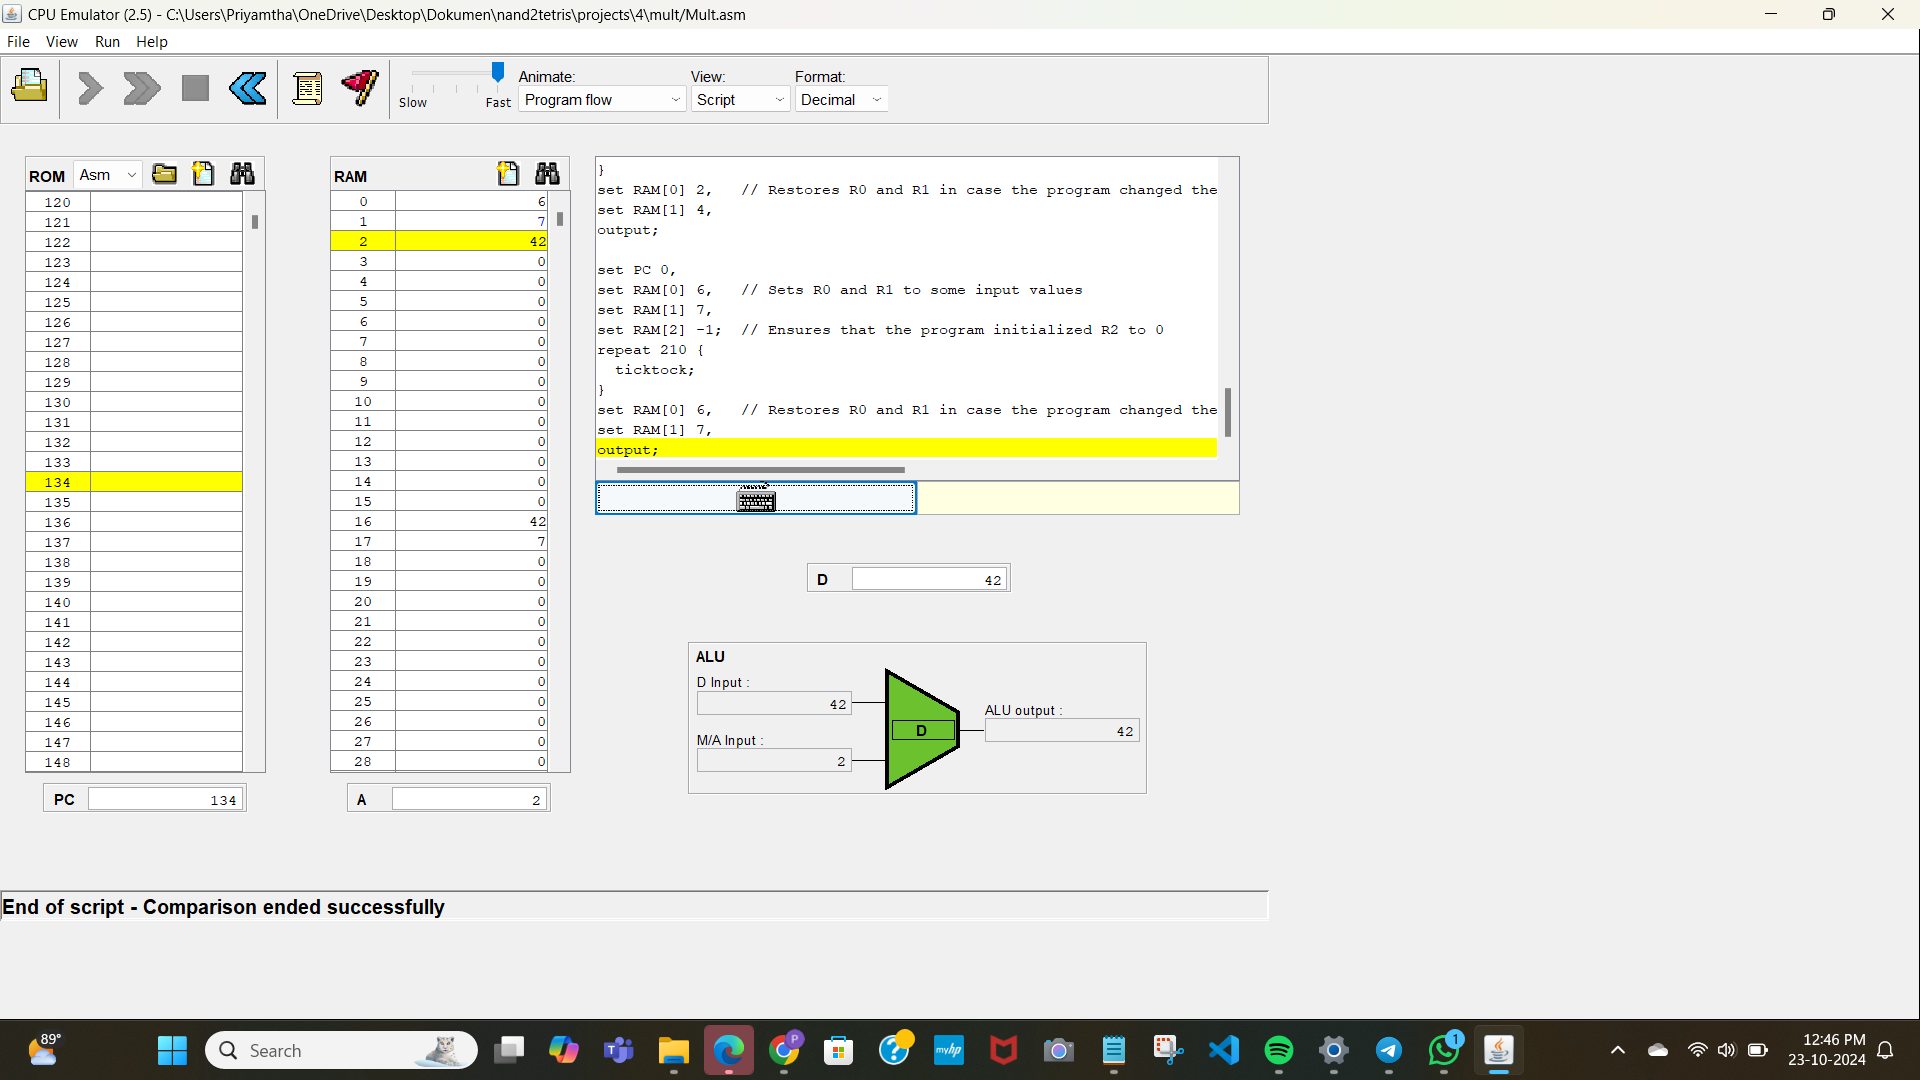 CPU Emulator (2.5) - C:\Users\Priyamtha\OneDrive\Desktop\Dokumen\nand2tetris\projects\4\mult/Mult.asm
File View Run Help
Slow Fast
Animate:
Program flow
View:
Script
Format:
Decimal
ROM Asm
120
121
122
123
124
125
126
127
128
129
130
131
132
133
134
135
136
137
138
139
140
141
142
143
144
145
146
147
148
PC 134
RAM
0 6
1 7
2 42
3 0
4 0
5 0
6 0
7 0
8 0
9 0
10 0
11 0
12 0
13 0
14 0
15 0
16 42
17 7
18 0
19 0
20 0
21 0
22 0
23 0
24 0
25 0
26 0
27 0
28 0
A 2
}
set RAM[0] 2, // Restores R0 and R1 in case the program changed the
set RAM[1] 4,
output;
set PC 0,
set RAM[0] 6, // Sets R0 and R1 to some input values
set RAM[1] 7,
set RAM[2] -1; // Ensures that the program initialized R2 to 0
repeat 210 {
ticktock;
}
set RAM[0] 6, // Restores R0 and R1 in case the program changed the
set RAM[1] 7,
output;
D 42
ALU
D Input :
42
M/A Input :
2
D
ALU output :
42
End of script - Comparison ended successfully
89°
Search
T
P
?
myhp
1
12:46 PM
23-10-2024